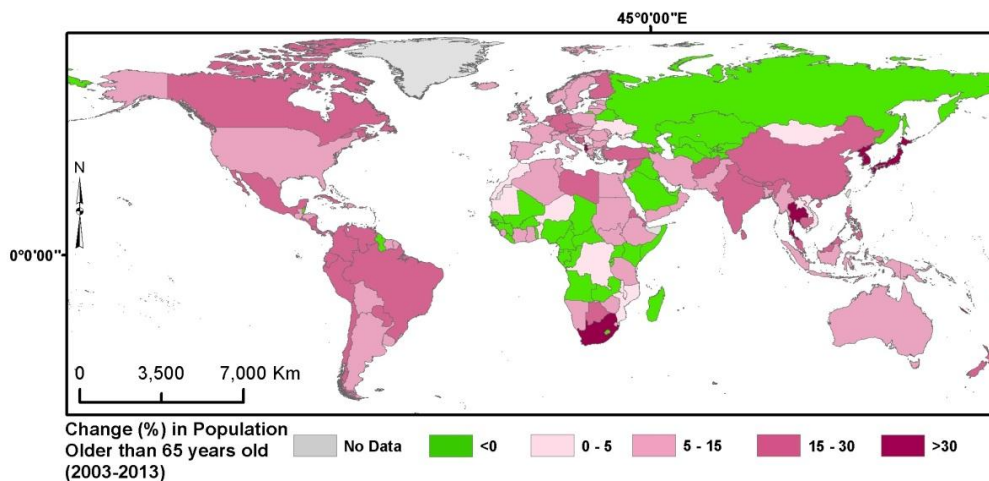 45°0'00"E
N
0°0'00"
0 3,500 7,000 Km
Change (%) in Population
Older than 65 years old
(2003-2013)
No Data <0 0 - 5 5 - 15 15 - 30 >30